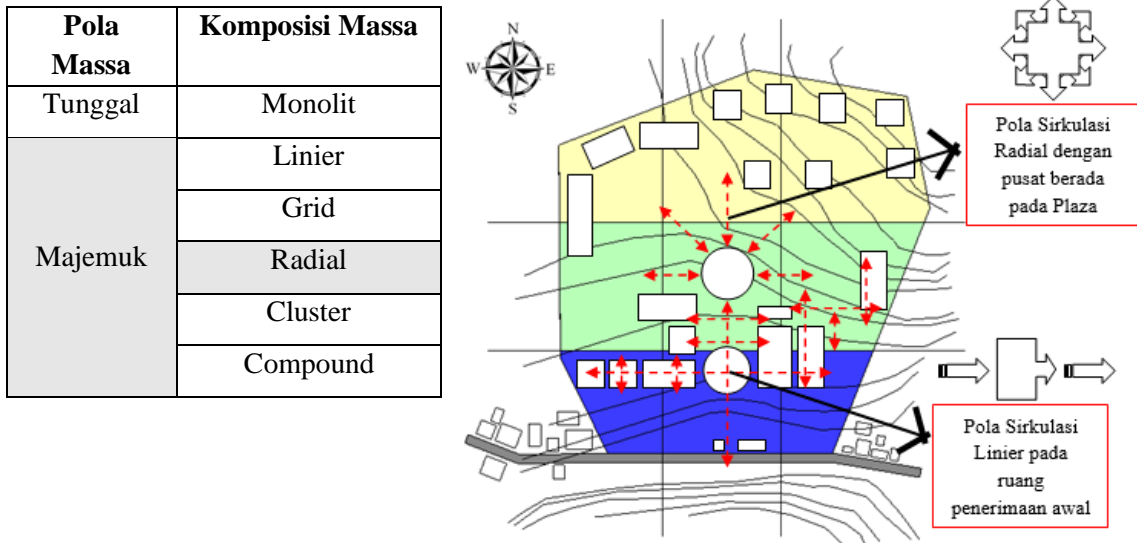 Pola
Massa
Komposisi Massa
Tunggal
Monolit
Majemuk
Linier
Grid
Radial
Cluster
Compound
N
W
E
S
Pola Sirkulasi
Radial dengan
pusat berada
pada Plaza
Pola Sirkulasi
Linier pada
ruang
penerimaan awal